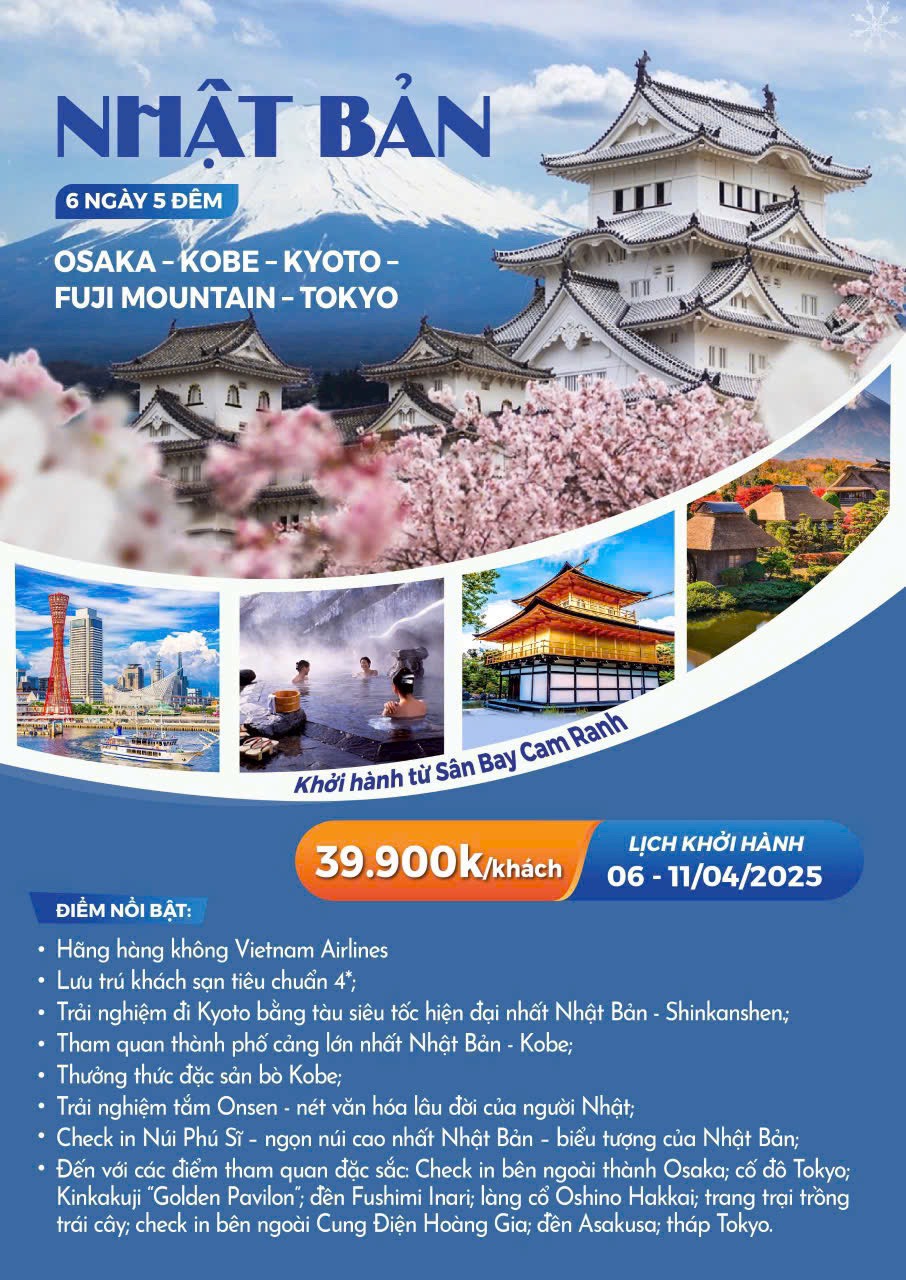 NHẬT BẢN
6 NGÀY 5 ĐÊM
OSAKA – KOBE – KYOTO –
FUJI MOUNTAIN – TOKYO
Khởi hành từ Sân Bay Cam Ranh
39.900k/khách
LỊCH KHỞI HÀNH
06 - 11/04/2025
ĐIỂM NỔI BẬT:
• Hãng hàng không Vietnam Airlines
• Lưu trú khách sạn tiêu chuẩn 4*;
• Trải nghiệm đi Kyoto bằng tàu siêu tốc hiện đại nhất Nhật Bản - Shinkanshen.;
• Tham quan thành phố cảng lớn nhất Nhật Bản - Kobe;
• Thưởng thức đặc sản bò Kobe;
• Trải nghiệm tắm Onsen - nét văn hóa lâu đời của người Nhật;
• Check in Núi Phú Sĩ – ngọn núi cao nhất Nhật Bản – biểu tượng của Nhật Bản;
• Đến với các điểm tham quan đặc sắc: Check in bên ngoài thành Osaka; cố đô Tokyo;
Kinkakuji “Golden Pavilon”; đền Fushimi Inari; làng cổ Oshino Hakkai; trang trại trồng
trái cây; check in bên ngoài Cung Điện Hoàng Gia; đền Asakusa; tháp Tokyo.